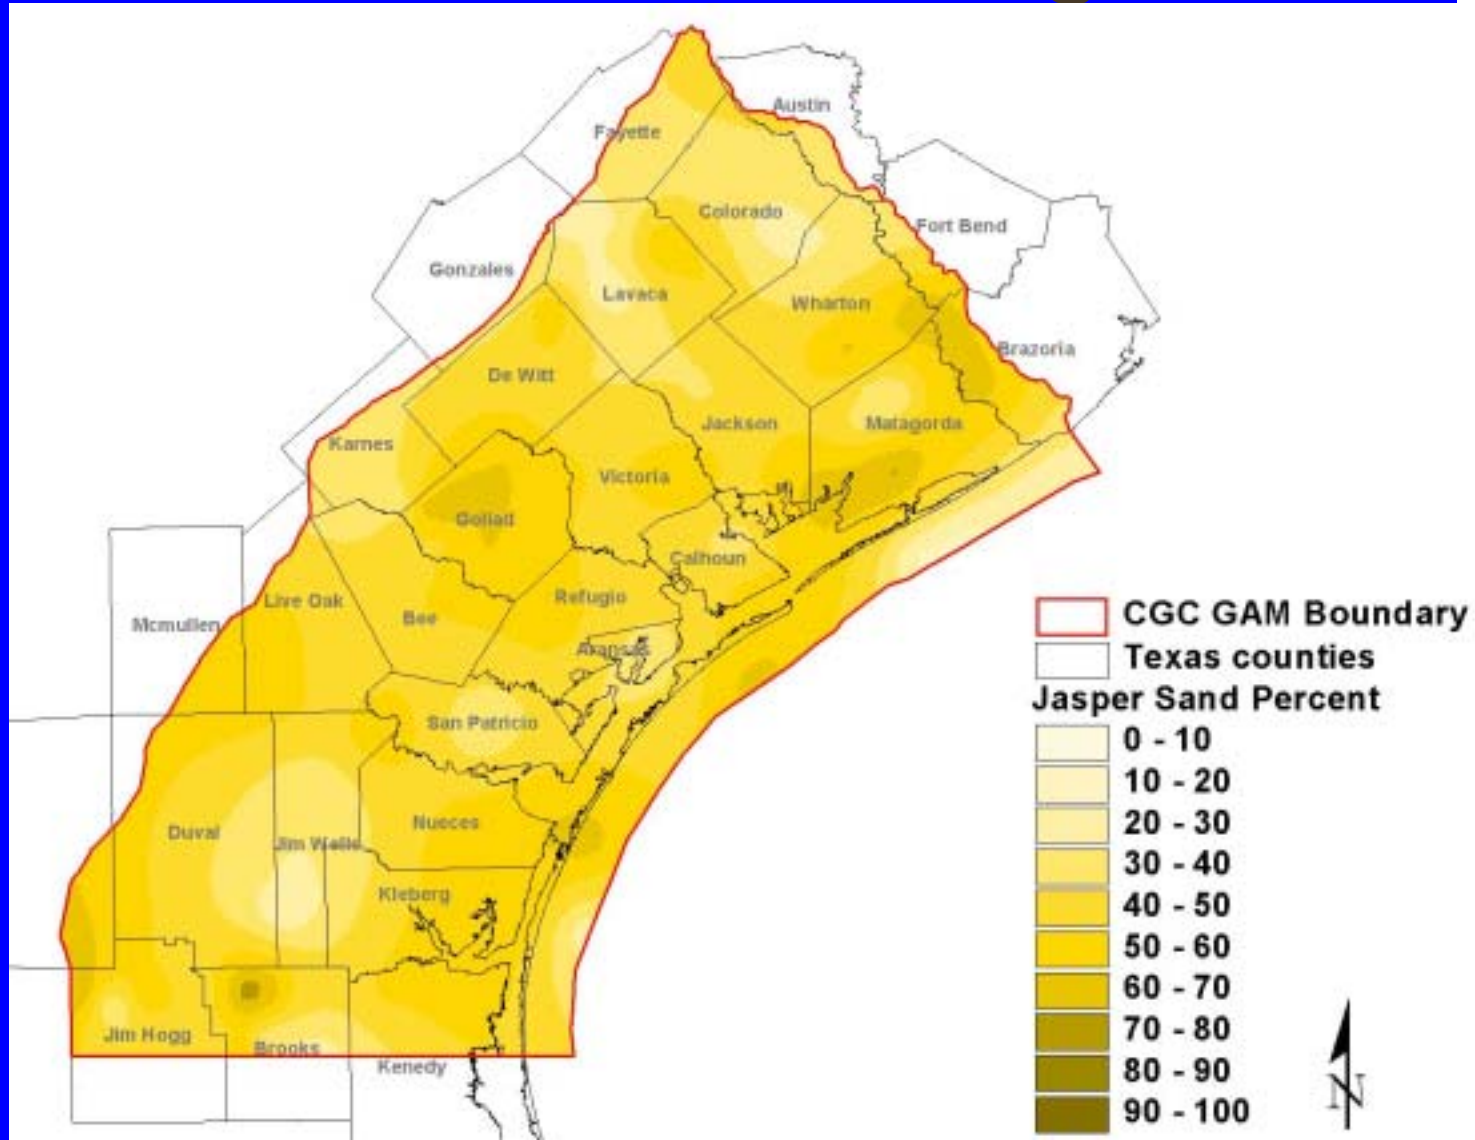 Austin
Fayette
Colorado
Fort Bend
Gonzales
Lavaca
Wharton
Brazoria
De Witt
Jackson
Matagorda
Karnes
Victoria
Goliad
Calhoun
Live Oak
Refugio
Bee
Mcmullen
Aransas
San Patricio
Duval
Nueces
Jim Wells
Kleberg
Jim Hogg
Brooks
Kenedy
CGC GAM Boundary
Texas counties
Jasper Sand Percent
0 - 10
10 - 20
20 - 30
30 - 40
40 - 50
50 - 60
60 - 70
70 - 80
80 - 90
90 - 100
N